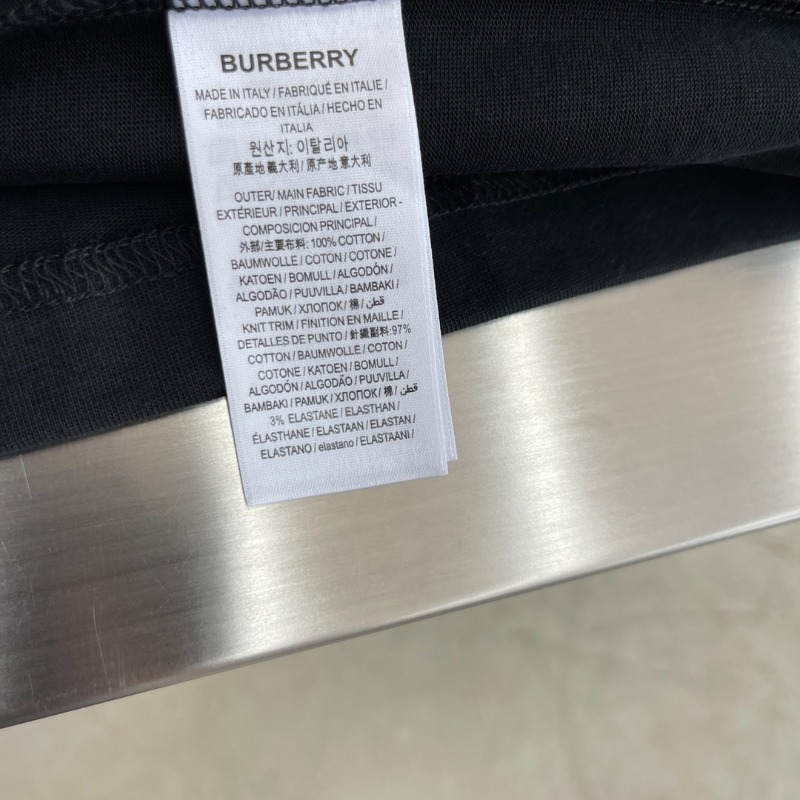 BURBERRY
MADE IN ITALY / FABRIQUÉ EN ITALIE /
FABRICADO EN ITÁLIA / HECHO EN
ITALIA
원산지: 이탈리아
原產地 義大利 / 原产地 意大利
OUTER/ MAIN FABRIC / TISSU
EXTÉRIEUR / PRINCIPAL / EXTERIOR -
COMPOSICION PRINCIPAL /
外部/主要布料: 100% COTTON /
BAUMWOLLE / COTON / COTONE /
KATOEN / BOMULL / ALGODÓN /
ALGODÃO / PUUVILLA / BAMBAKI /
PAMUK / ХЛОПОК / 棉 / قطن /
KNIT TRIM / FINITION EN MAILLE /
DETALLES DE PUNTO / 針織副料: 97%
COTTON / BAUMWOLLE / COTON /
COTONE / KATOEN / BOMULL /
ALGODÓN / ALGODÃO / PUUVILLA /
BAMBAKI / PAMUK / ХЛОПОК / 棉 / قطن
3% ELASTANE / ELASTHAN /
ÉLASTHANE / ELASTAAN / ELASTAN /
ELASTANO / elastano / ELASTAANI /